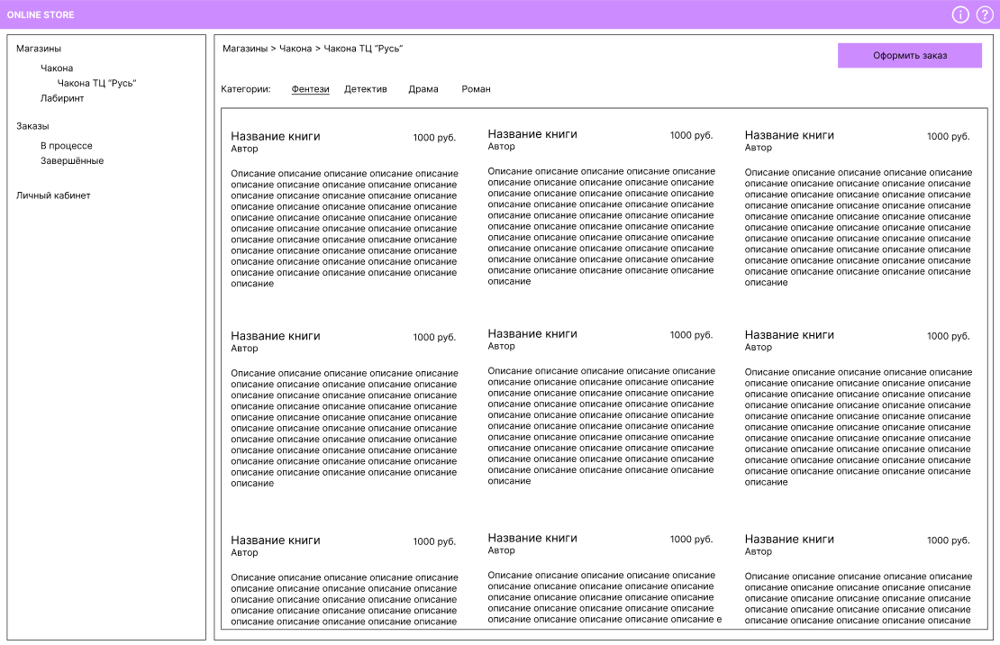 ONLINE STORE
Магазины
Чакона
Чакона ТЦ “Русь”
Лабиринт
Заказы
В процессе
Завершённые
Личный кабинет
Магазины > Чакона > Чакона ТЦ “Русь”
Оформить заказ
Категории: Фентези Детектив Драма Роман
Название книги 1000 руб.
Автор
Описание описание описание описание описание
описание описание описание описание описание
описание описание описание описание описание
описание описание описание описание описание
описание описание описание описание описание
описание описание описание описание описание
описание описание описание описание описание
описание описание описание описание описание
описание описание описание описание описание
описание описание описание описание описание
описание
Название книги 1000 руб.
Автор
Описание описание описание описание описание
описание описание описание описание описание
описание описание описание описание описание
описание описание описание описание описание
описание описание описание описание описание
описание описание описание описание описание
описание описание описание описание описание
описание описание описание описание описание
описание описание описание описание описание
описание описание описание описание описание
описание
Название книги 1000 руб.
Автор
Описание описание описание описание описание
описание описание описание описание описание
описание описание описание описание описание
описание описание описание описание описание
описание описание описание описание описание
описание описание описание описание описание
описание описание описание описание описание
описание описание описание описание описание
описание описание описание описание описание
описание описание описание описание описание
описание
Название книги 1000 руб.
Автор
Описание описание описание описание описание
описание описание описание описание описание
описание описание описание описание описание
описание описание описание описание описание
описание описание описание описание описание
описание описание описание описание описание
описание описание описание описание описание
описание описание описание описание описание
описание описание описание описание описание
описание описание описание описание описание
описание
Название книги 1000 руб.
Автор
Описание описание описание описание описание
описание описание описание описание описание
описание описание описание описание описание
описание описание описание описание описание
описание описание описание описание описание
описание описание описание описание описание
описание описание описание описание описание
описание описание описание описание описание
описание описание описание описание описание
описание описание описание описание описание
описание
Название книги 1000 руб.
Автор
Описание описание описание описание описание
описание описание описание описание описание
описание описание описание описание описание
описание описание описание описание описание
описание описание описание описание описание
описание описание описание описание описание
описание описание описание описание описание
описание описание описание описание описание
описание описание описание описание описание
описание описание описание описание описание
описание
Название книги 1000 руб.
Автор
Описание описание описание описание описание
описание описание описание описание описание
описание описание описание описание описание
описание описание описание описание описание
описание описание описание описание описание
Название книги 1000 руб.
Автор
Описание описание описание описание описание
описание описание описание описание описание
описание описание описание описание описание
описание описание описание описание описание
описание описание описание описание описание е
Название книги 1000 руб.
Автор
Описание описание описание описание описание
описание описание описание описание описание
описание описание описание описание описание
описание описание описание описание описание
описание описание описание описание описание